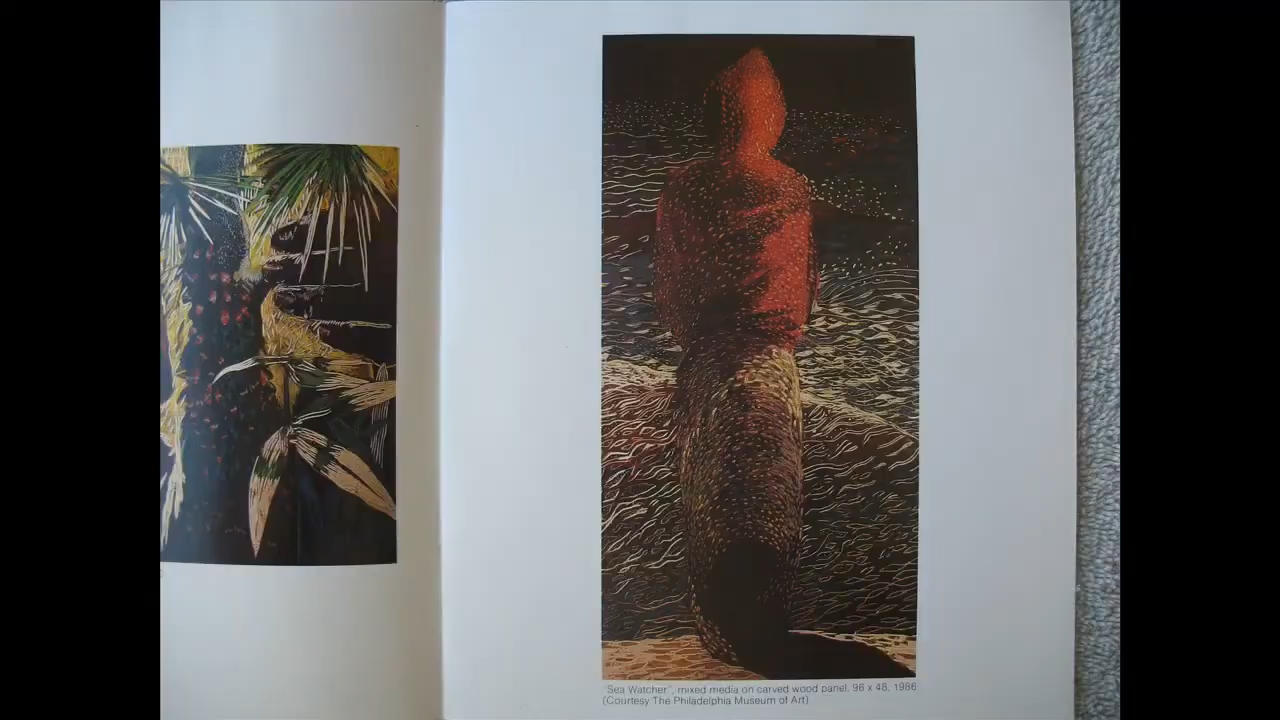 "Sea Watcher", mixed media on carved wood panel, 96 x 48, 1986
(Courtesy The Philadelphia Museum of Art)